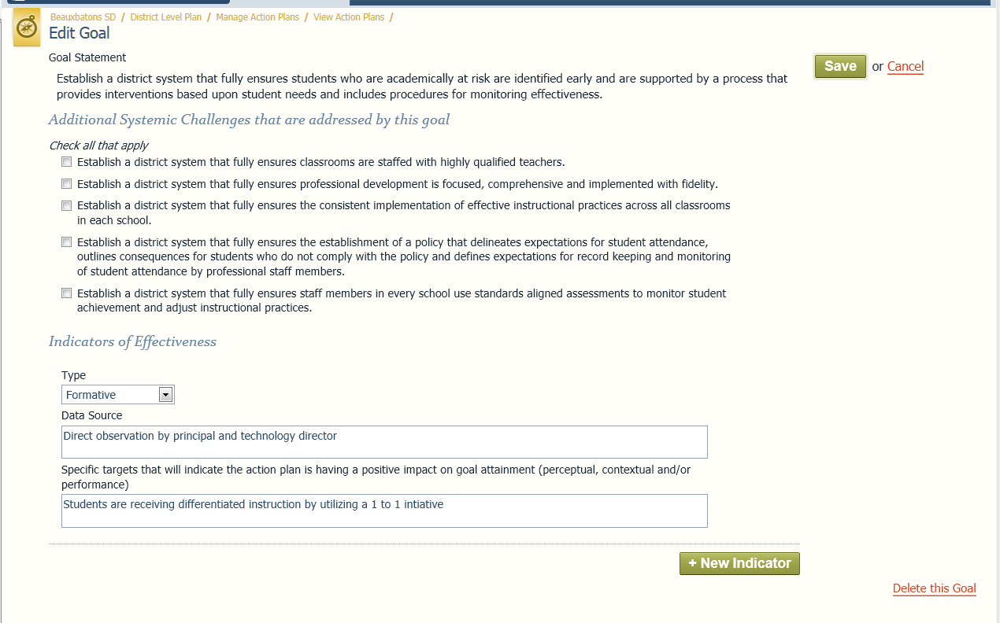 Beauxbatons SD / District Level Plan / Manage Action Plans / View Action Plans /
Edit Goal
Goal Statement
Save or Cancel
Establish a district system that fully ensures students who are academically at risk are identified early and are supported by a process that
provides interventions based upon student needs and includes procedures for monitoring effectiveness.
Additional Systemic Challenges that are addressed by this goal
Check all that apply
Establish a district system that fully ensures classrooms are staffed with highly qualified teachers.
Establish a district system that fully ensures professional development is focused, comprehensive and implemented with fidelity.
Establish a district system that fully ensures the consistent implementation of effective instructional practices across all classrooms
in each school.
Establish a district system that fully ensures the establishment of a policy that delineates expectations for student attendance,
outlines consequences for students who do not comply with the policy and defines expectations for record keeping and monitoring
of student attendance by professional staff members.
Establish a district system that fully ensures staff members in every school use standards aligned assessments to monitor student
achievement and adjust instructional practices.
Indicators of Effectiveness
Type
Formative
Data Source
Direct observation by principal and technology director
Specific targets that will indicate the action plan is having a positive impact on goal attainment (perceptual, contextual and/or
performance)
Students are receiving differentiated instruction by utilizing a 1 to 1 intiative
+ New Indicator
Delete this Goal